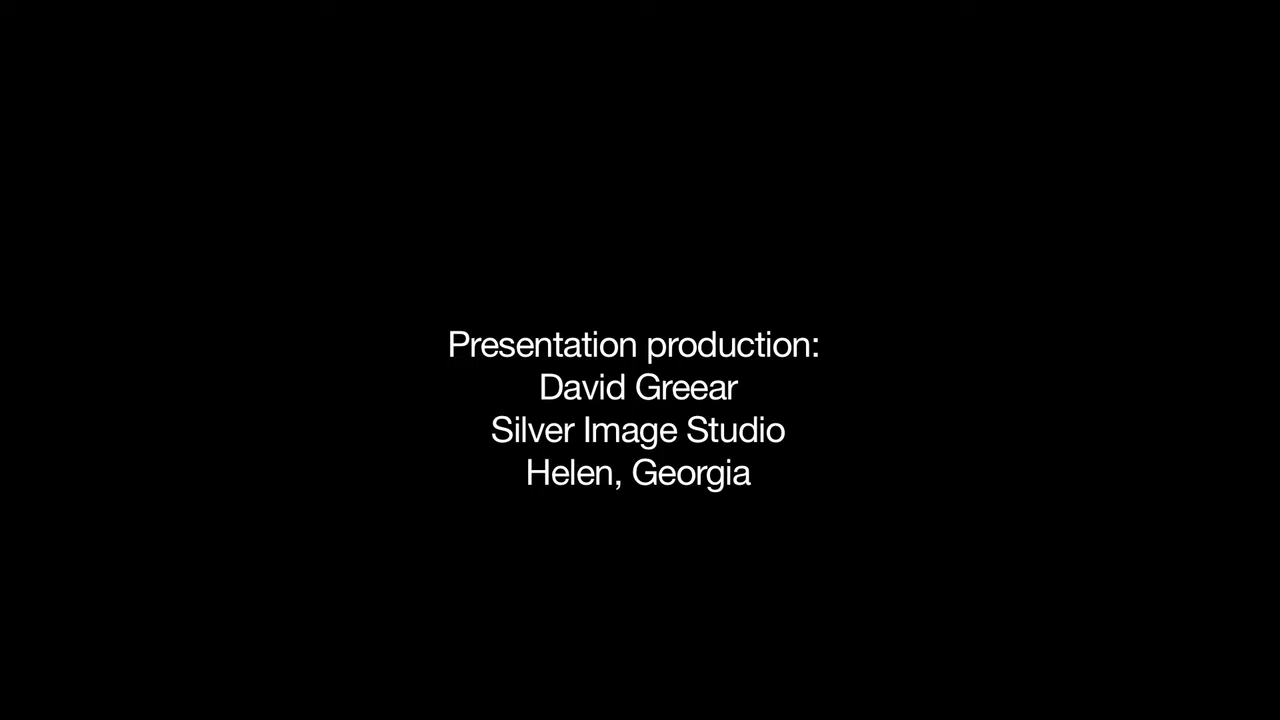 Presentation production:
David Greear
Silver Image Studio
Helen, Georgia